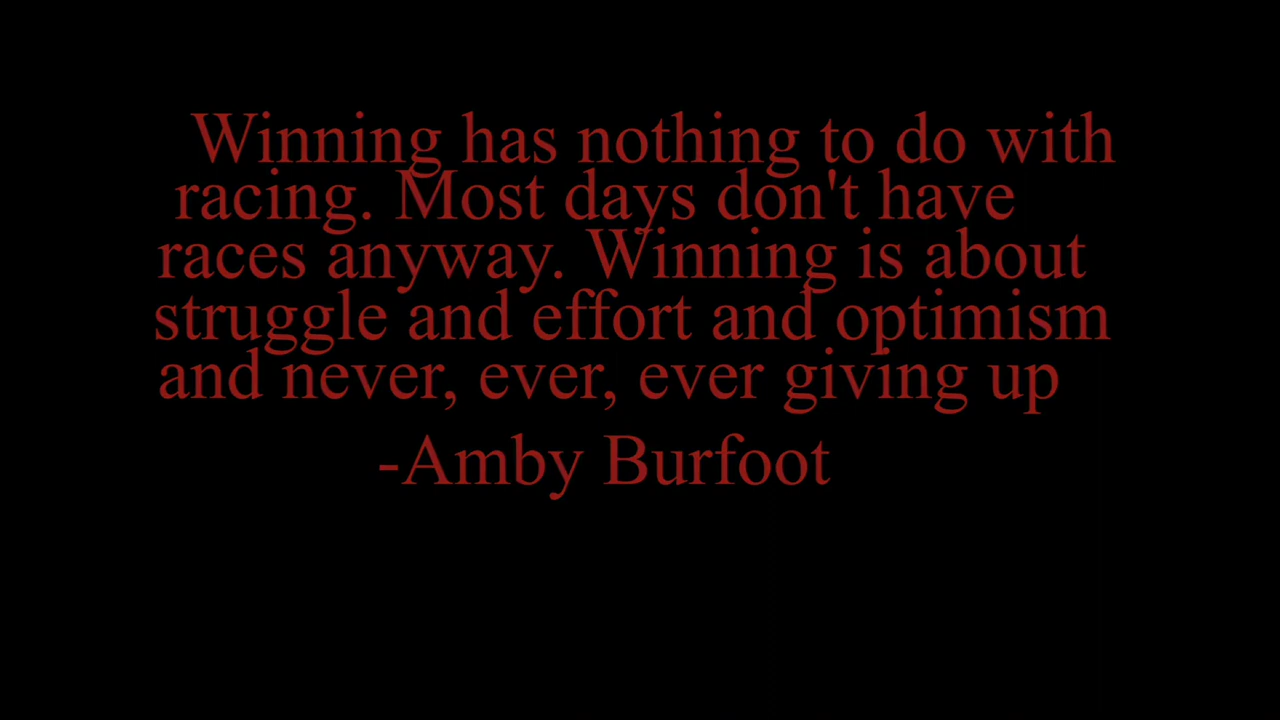 Winning has nothing to do with
racing. Most days don't have
races anyway. Winning is about
struggle and effort and optimism
and never, ever, ever giving up
-Amby Burfoot